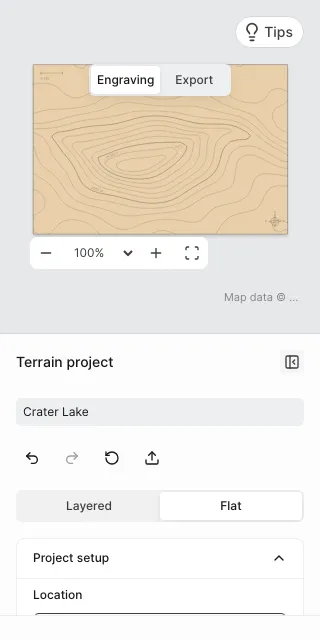 Tips
Engraving
Export
100%
Map data © ...
Terrain project
Crater Lake
Layered
Flat
Project setup
Location